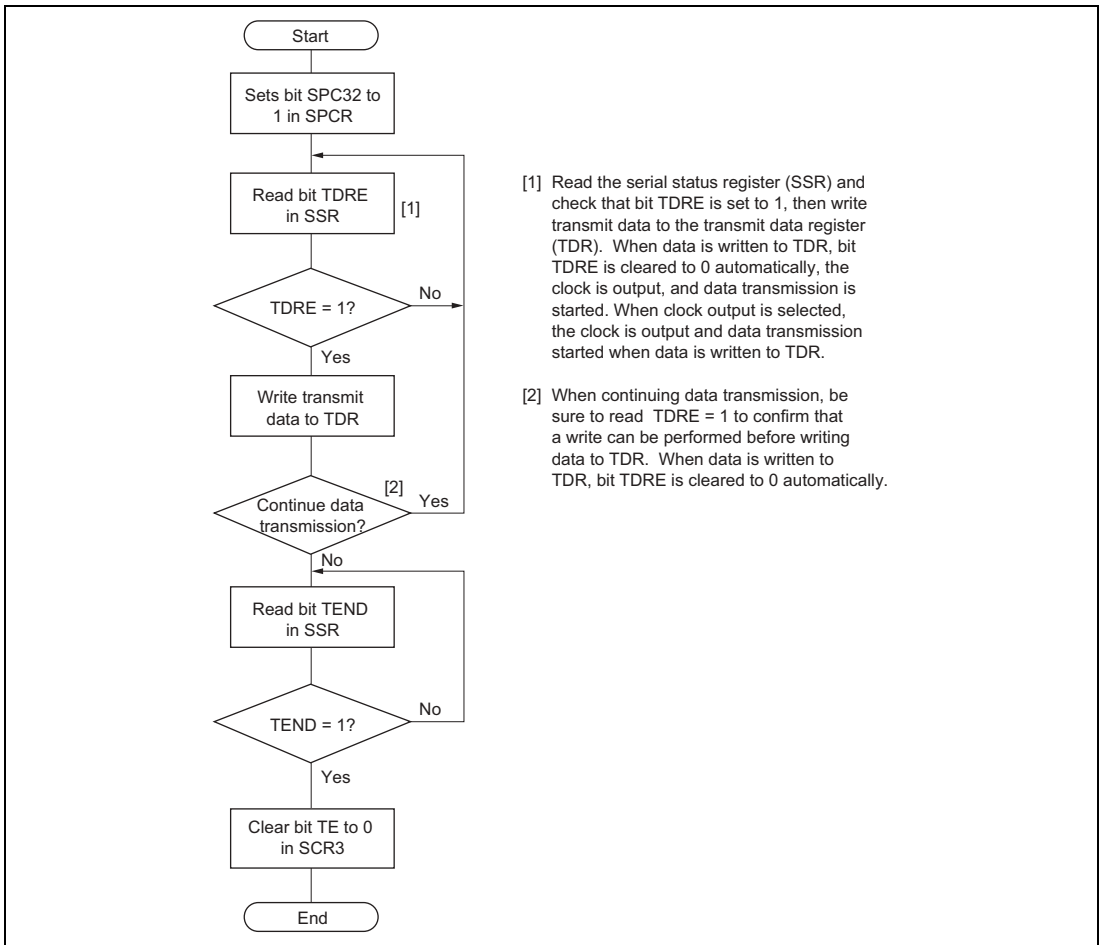 Start
Sets bit SPC32 to
1 in SPCR
Read bit TDRE
in SSR
[1]
TDRE = 1?
No
Yes
Write transmit
data to TDR
[2]
Continue data
transmission?
Yes
No
Read bit TEND
in SSR
TEND = 1?
No
Yes
Clear bit TE to 0
in SCR3
End
[1] Read the serial status register (SSR) and
check that bit TDRE is set to 1, then write
transmit data to the transmit data register
(TDR). When data is written to TDR, bit
TDRE is cleared to 0 automatically, the
clock is output, and data transmission is
started. When clock output is selected,
the clock is output and data transmission
started when data is written to TDR.
[2] When continuing data transmission, be
sure to read TDRE = 1 to confirm that
a write can be performed before writing
data to TDR. When data is written to
TDR, bit TDRE is cleared to 0 automatically.